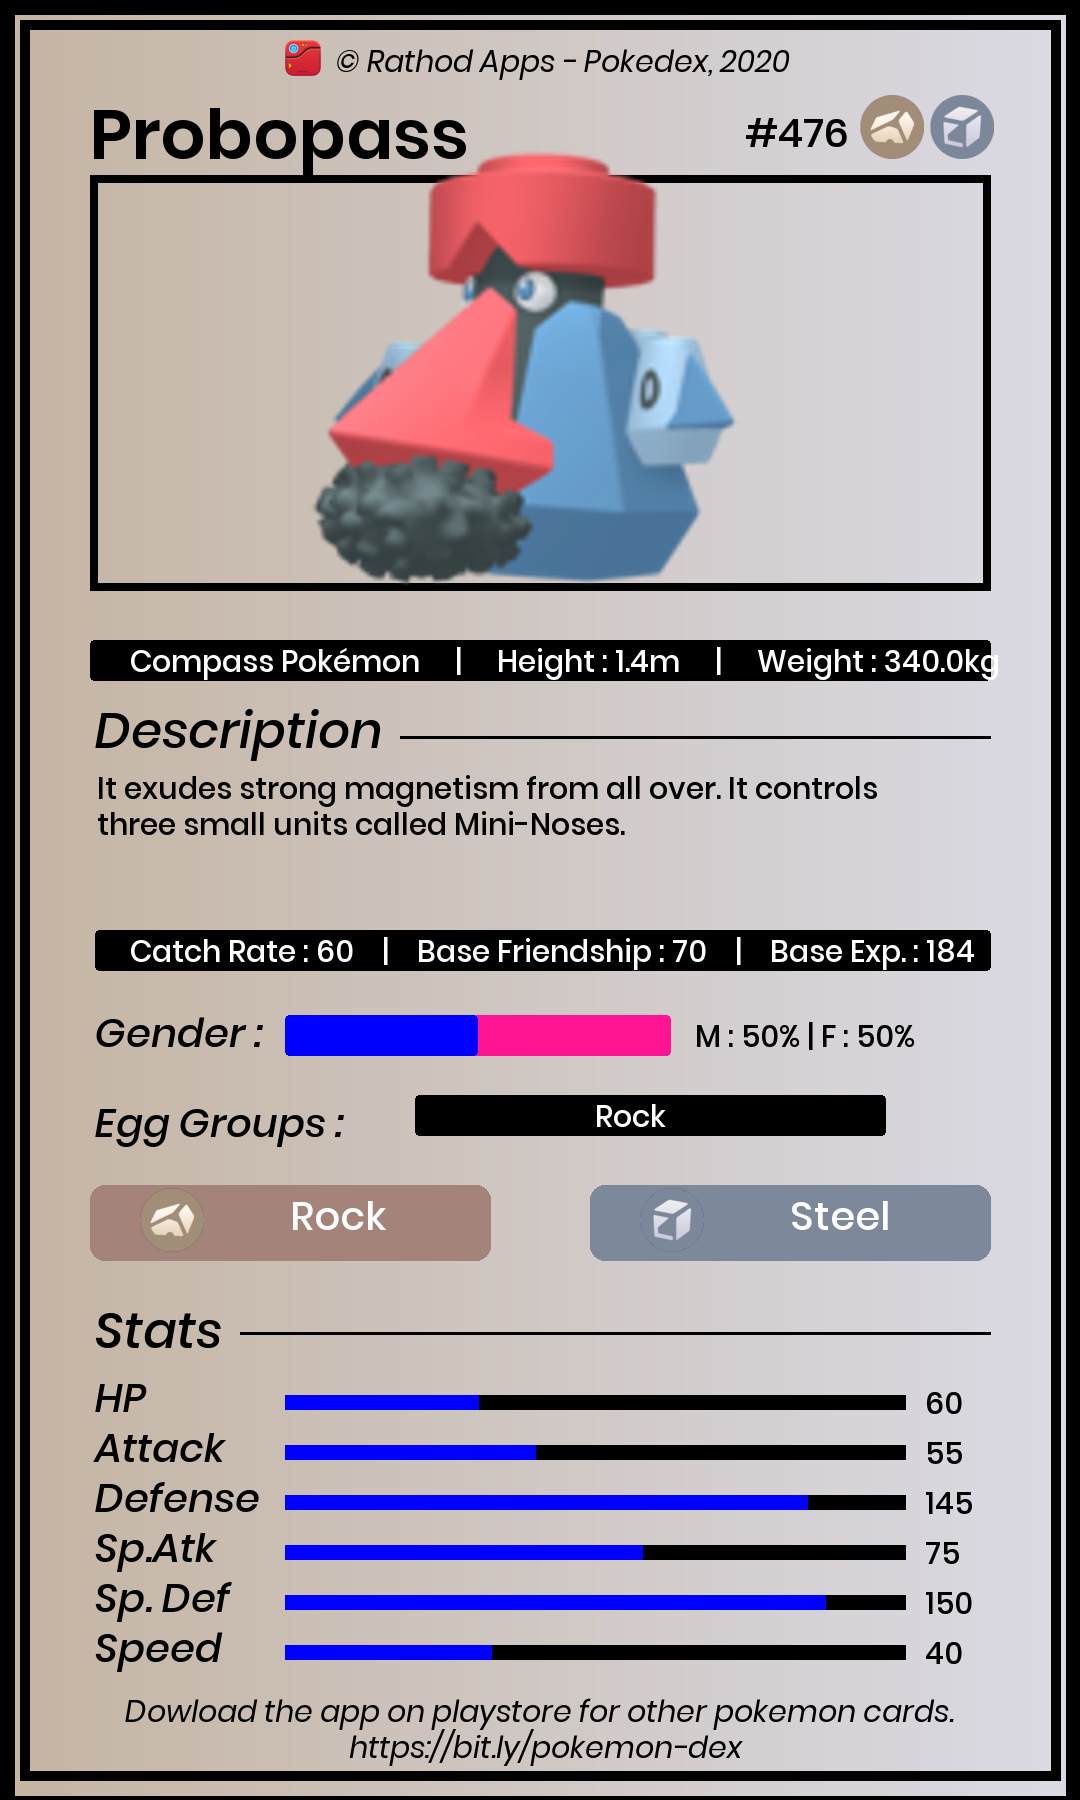 © Rathod Apps - Pokedex, 2020
Probopass #476
Compass Pokémon | Height : 1.4m | Weight : 340.0kg
Description
It exudes strong magnetism from all over. It controls
three small units called Mini-Noses.
Catch Rate : 60 | Base Friendship : 70 | Base Exp. : 184
Gender : M : 50% | F : 50%
Egg Groups : Rock
Rock Steel
Stats
HP 60
Attack 55
Defense 145
Sp.Atk 75
Sp. Def 150
Speed 40
Dowload the app on playstore for other pokemon cards.
https://bit.ly/pokemon-dex